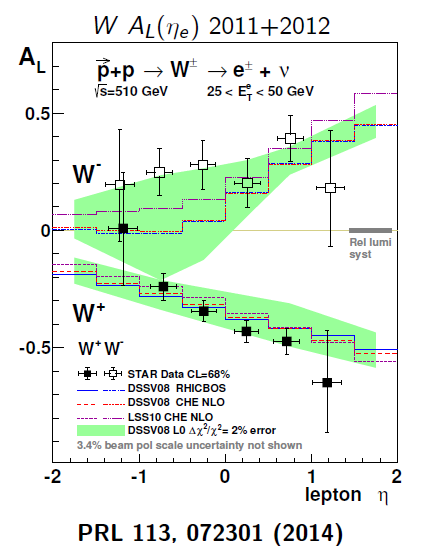 W A_L(η_e) 2011+2012
A_L
p⃗+p → W^± → e^± + ν
√s=510 GeV 25 < E_T^e < 50 GeV
0.5
W^-
0
Rel lumi
syst
W^+
W^+ W^-
-0.5
STAR Data CL=68%
DSSV08 RHICBOS
DSSV08 CHE NLO
LSS10 CHE NLO
DSSV08 L0 Δχ²/χ²= 2% error
3.4% beam pol scale uncertainty not shown
-2 -1 0 1 2
lepton η
PRL 113, 072301 (2014)